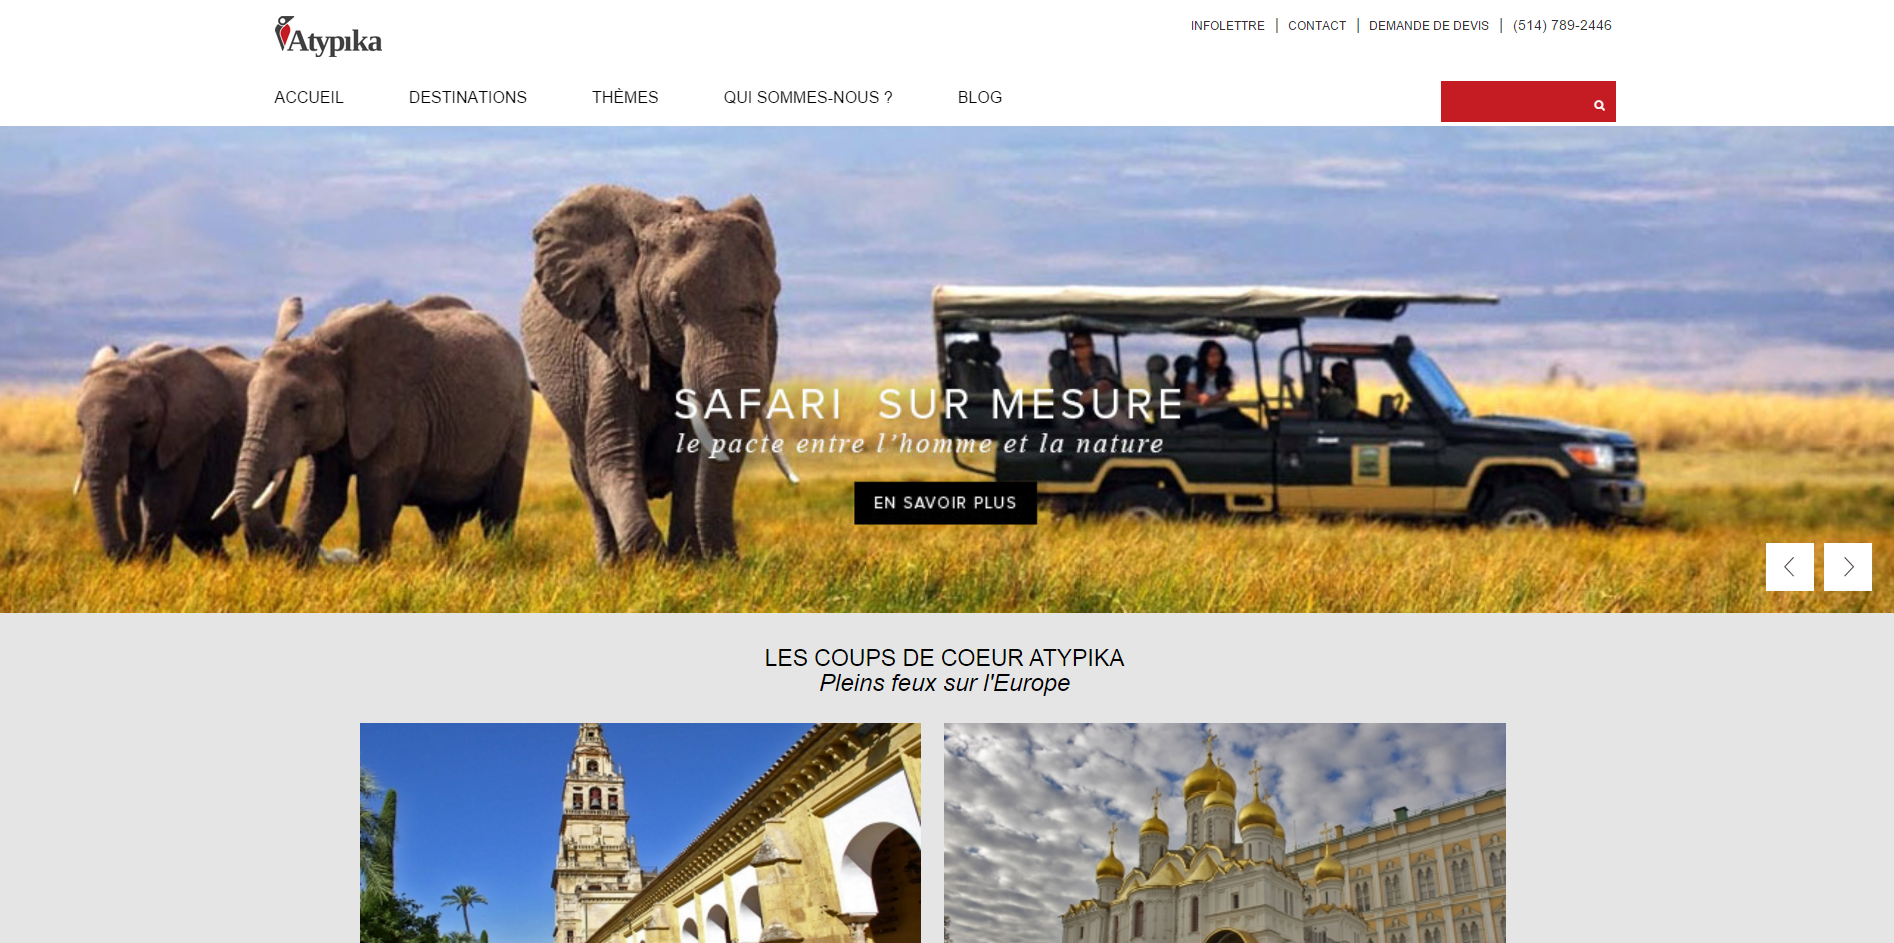 Atypika
INFOLETTRE | CONTACT | DEMANDE DE DEVIS | (514) 789-2446
ACCUEIL DESTINATIONS THÈMES QUI SOMMES-NOUS ? BLOG
SAFARI SUR MESURE
le pacte entre l'homme et la nature
EN SAVOIR PLUS
LES COUPS DE COEUR ATYPIKA
Pleins feux sur l'Europe